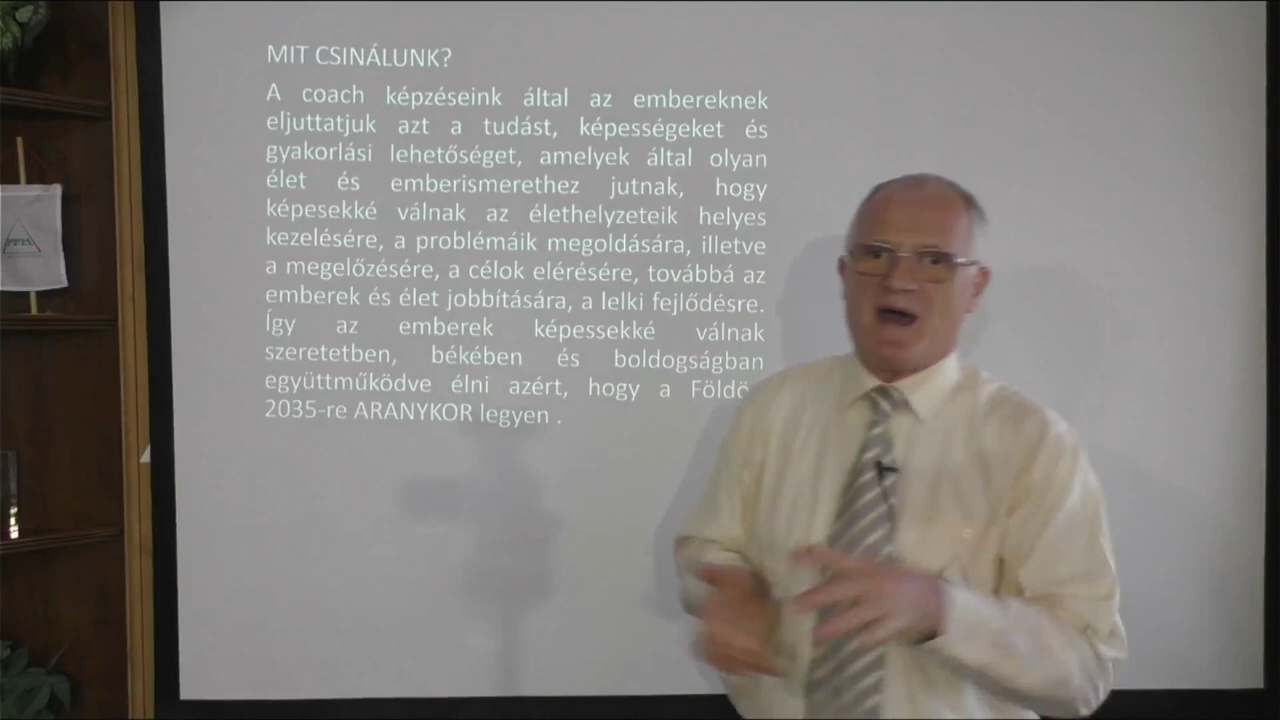 MIT CSINÁLUNK?
A coach képzéseink által az embereknek
eljuttatjuk azt a tudást, képességeket és
gyakorlási lehetőséget, amelyek által olyan
élet és emberismerethez jutnak, hogy
képesekké válnak az élethelyzeteik helyes
kezelésére, a problémáik megoldására, illetve
a megelőzésére, a célok elérésére, továbbá az
emberek és élet jobbítására, a lelki fejlődésre.
Így az emberek képessekké válnak
szeretetben, békében és boldogságban
együttműködve élni azért, hogy a Földö
2035-re ARANYKOR legyen .